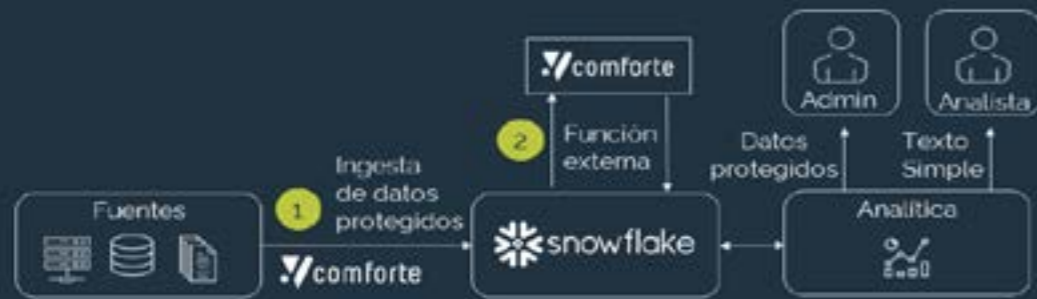 comforte
Admin
Analista
2
Función
externa
Datos
protegidos
Texto
Simple
Ingesta
de datos
protegidos
1
Fuentes
comforte
snowflake
Analítica